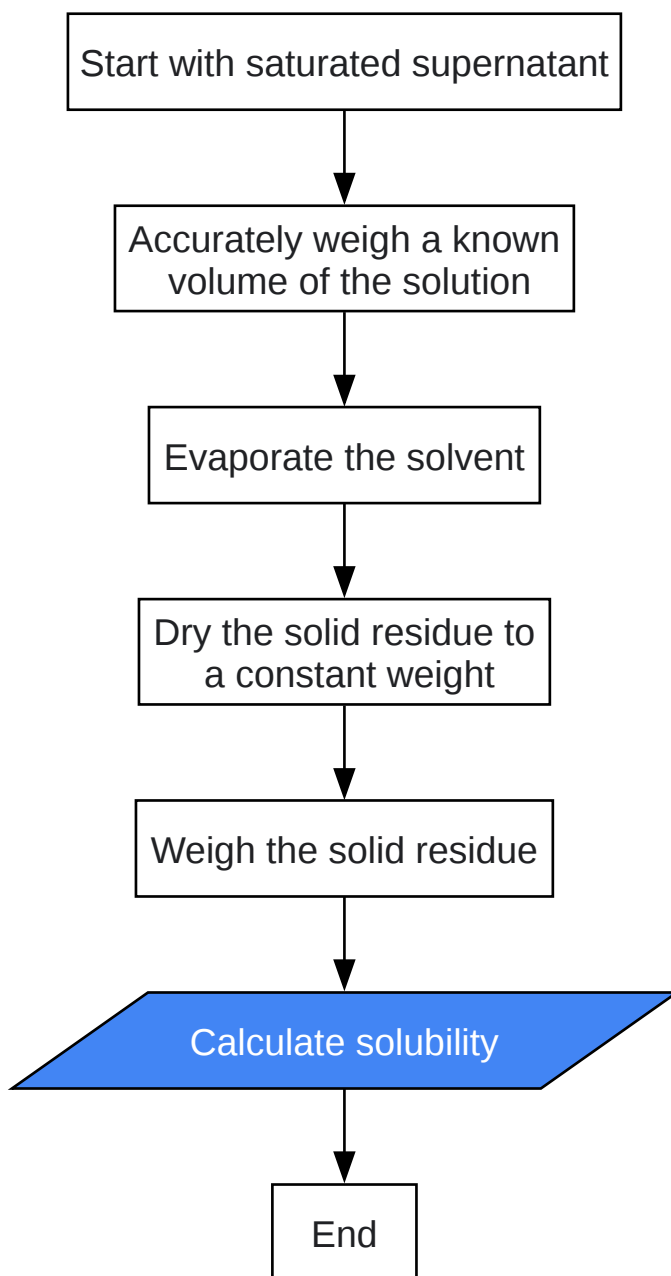 Start with saturated supernatant
Accurately weigh a known
volume of the solution
Evaporate the solvent
Dry the solid residue to
a constant weight
Weigh the solid residue
Calculate solubility
End